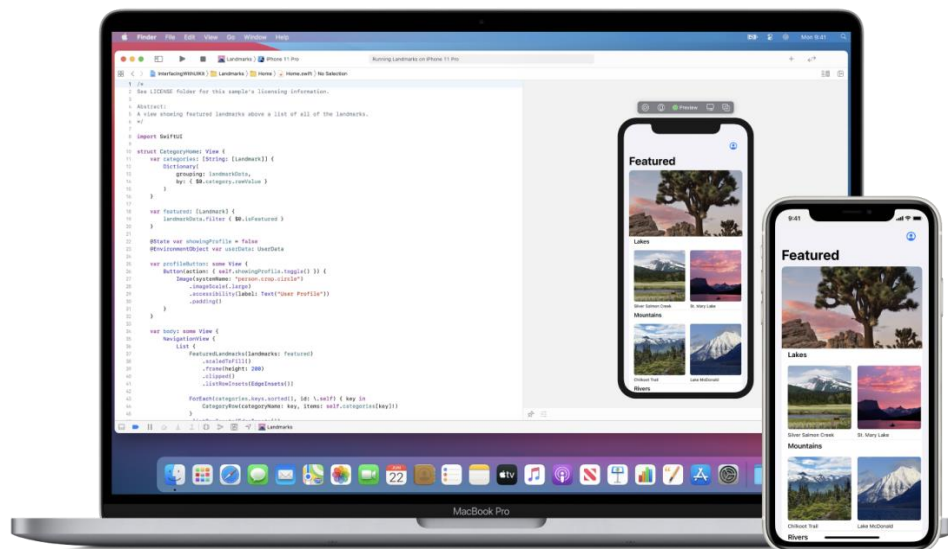 Finder File Edit View Go Window Help
Mon 9:41
Landmarks iPhone 11 Pro
Running Landmarks on iPhone 11 Pro
InterfacingWithUIKit Landmarks Home Home.swift No Selection
/*
See LICENSE folder for this sample's licensing information.
Abstract:
A view showing featured landmarks above a list of all of the landmarks.
*/
import SwiftUI
struct CategoryHome: View {
var categories: [String: [Landmark]] {
Dictionary(
grouping: landmarkData,
by: { $0.category.rawValue }
)
}
var featured: [Landmark] {
landmarkData.filter { $0.isFeatured }
}
@State var showingProfile = false
@EnvironmentObject var userData: UserData
var profileButton: some View {
Button(action: { self.showingProfile.toggle() }) {
Image(systemName: "person.crop.circle")
.imageScale(.large)
.accessibility(label: Text("User Profile"))
.padding()
}
}
var body: some View {
NavigationView {
List {
FeaturedLandmarks(landmarks: featured)
.scaledToFill()
.frame(height: 200)
.clipped()
.listRowInsets(EdgeInsets())
ForEach(categories.keys.sorted(), id: \.self) { key in
CategoryRow(categoryName: key, items: self.categories[key]!)
}
Landmarks
Preview
Featured
Lakes
Silver Salmon Creek St. Mary Lake
Mountains
Chilkoot Trail Lake McDonald
Rivers
JUN
22
tv
MacBook Pro
9:41
Featured
Lakes
Silver Salmon Creek St. Mary Lake
Mountains
Chilkoot Trail Lake McDonald
Rivers